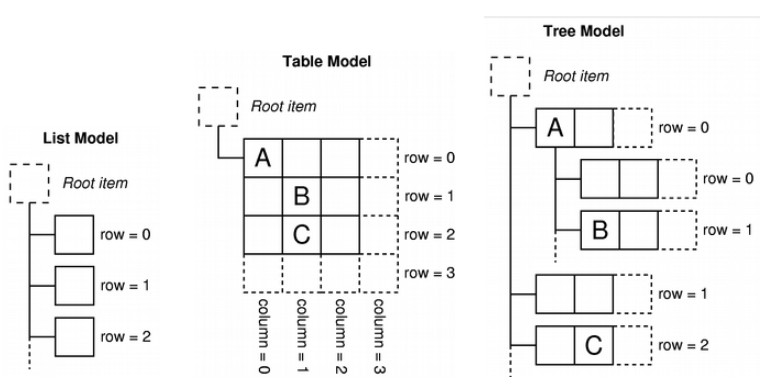 List Model
Root item
row = 0
row = 1
row = 2
Table Model
Root item
A
row = 0
B
row = 1
C
row = 2
row = 3
column = 0
column = 1
column = 2
column = 3
Tree Model
Root item
A
row = 0
row = 0
B
row = 1
row = 1
C
row = 2